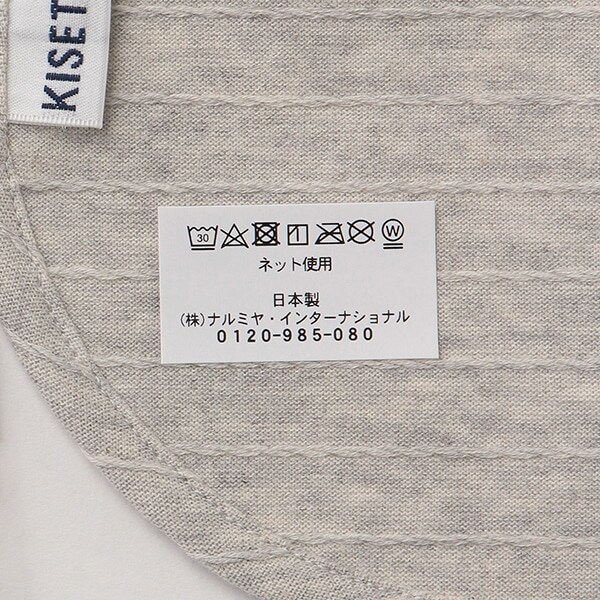 KISET
30 W
ネット使用
日本製
(株)ナルミヤ・インターナショナル
0120-985-080